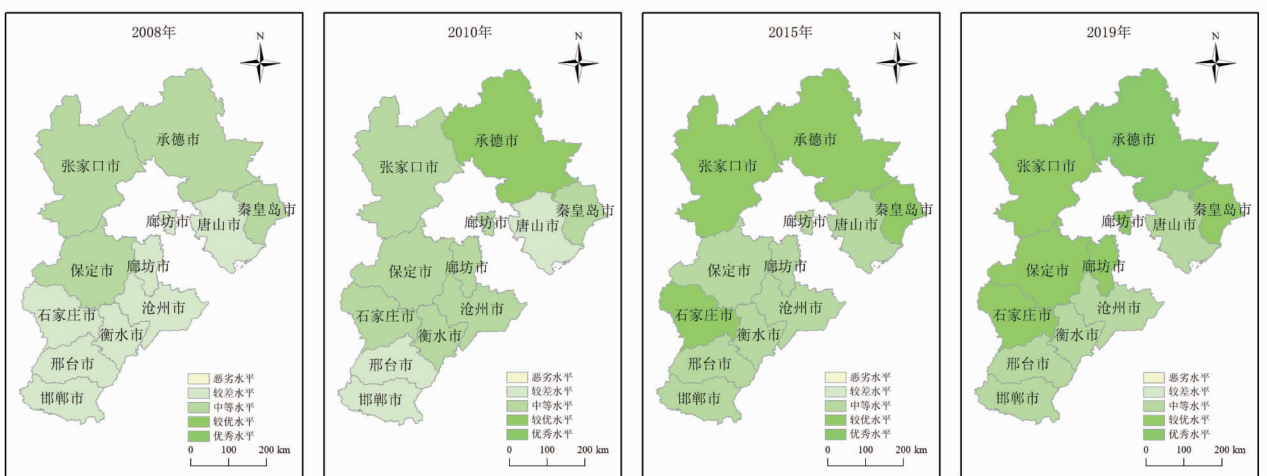 2008年
N
承德市
张家口市
秦皇岛市
廊坊市
唐山市
保定市
廊坊市
沧州市
石家庄市
衡水市
邢台市
邯郸市
恶劣水平
较差水平
中等水平
较优水平
优秀水平
0 100 200 km
2010年
N
承德市
张家口市
秦皇岛市
廊坊市
唐山市
保定市
廊坊市
沧州市
石家庄市
衡水市
邢台市
邯郸市
恶劣水平
较差水平
中等水平
较优水平
优秀水平
0 100 200 km
2015年
N
承德市
张家口市
秦皇岛市
廊坊市
唐山市
保定市
廊坊市
沧州市
石家庄市
衡水市
邢台市
邯郸市
恶劣水平
较差水平
中等水平
较优水平
优秀水平
0 100 200 km
2019年
N
承德市
张家口市
秦皇岛市
廊坊市
唐山市
保定市
廊坊市
沧州市
石家庄市
衡水市
邢台市
邯郸市
恶劣水平
较差水平
中等水平
较优水平
优秀水平
0 100 200 km